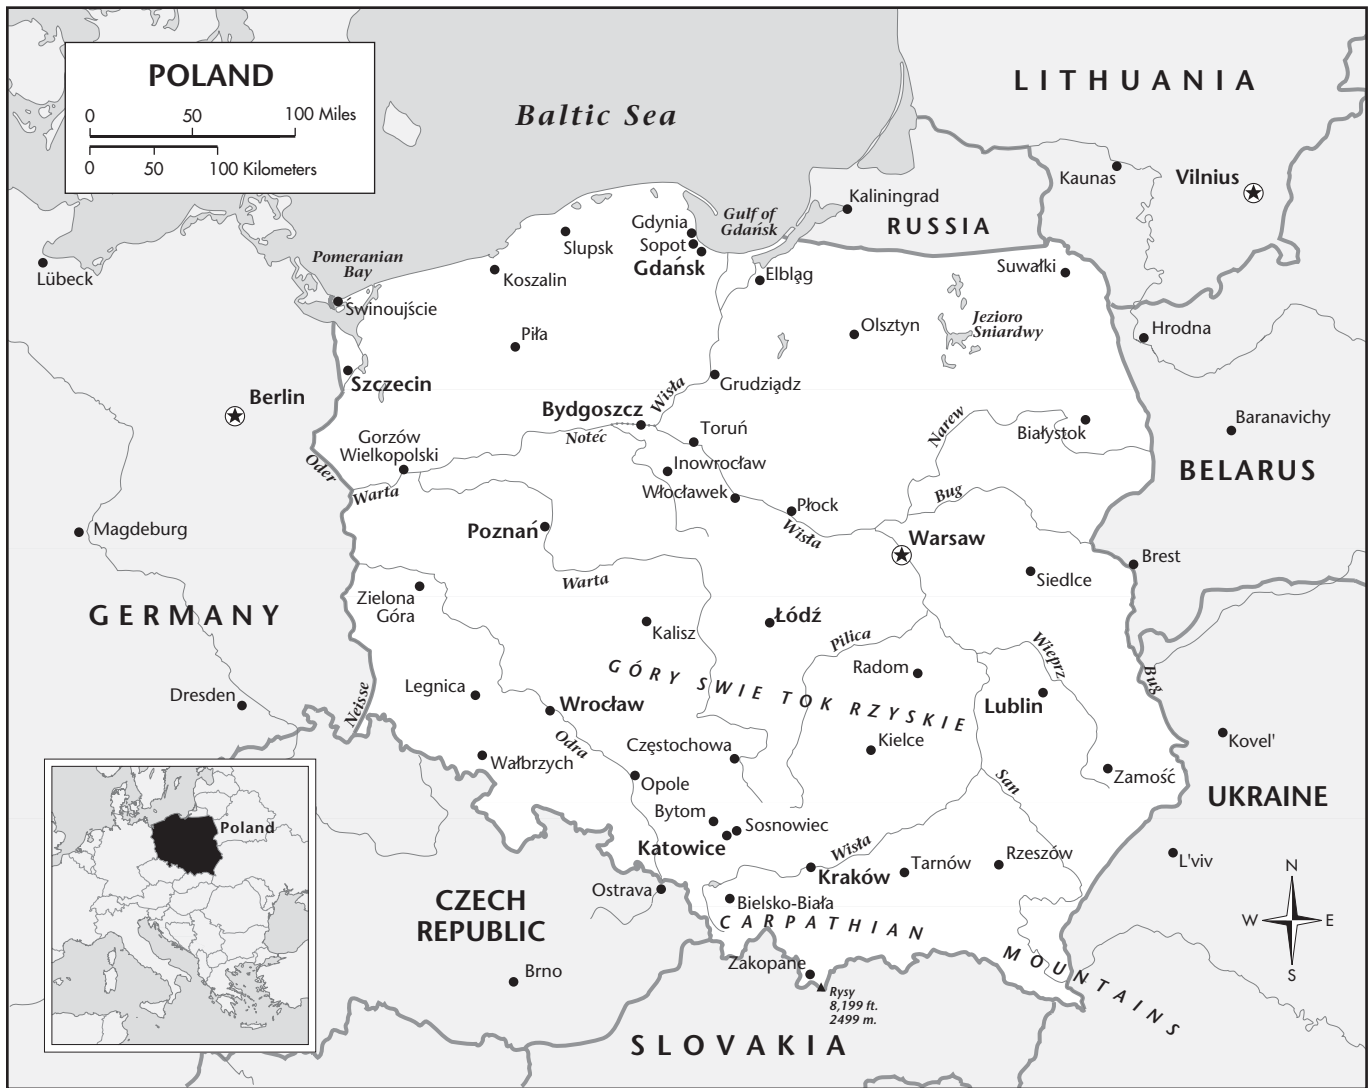 POLAND
0 50 100 Miles
0 50 100 Kilometers
Baltic Sea
LITHUANIA
Kaunas
Vilnius
Kaliningrad
RUSSIA
Gulf of
Gdańsk
Gdynia
Sopot
Gdańsk
Slupsk
Koszalin
Pomeranian
Bay
Lübeck
Świnoujście
Elbląg
Suwałki
Jezioro
Sniardwy
Olsztyn
Hrodna
Piła
Szczecin
Berlin
Grudziądz
Wisła
Bydgoszcz
Noteć
Toruń
Narew
Białystok
Baranavichy
BELARUS
Gorzów
Wielkopolski
Oder
Warta
Inowrocław
Włocławek
Płock
Wisła
Bug
Magdeburg
Poznań
Warsaw
Brest
Warta
Siedlce
Zielona
Góra
GERMANY
Kalisz
Łódź
Pilica
Wieprz
Bug
Radom
GÓRY SWIE TOK RZYSKIE
Dresden
Neisse
Legnica
Wrocław
Lublin
Odra
Częstochowa
Kielce
Kovel'
Wałbrzych
Opole
San
Zamość
UKRAINE
Bytom
Sosnowiec
Katowice
Wisła
Kraków
Tarnów
Rzeszów
L'viv
Poland
Ostrava
Bielsko-Biała
CZECH
REPUBLIC
CARPATHIAN
MOUNTAINS
Zakopane
Brno
Rysy
8,199 ft.
2499 m.
SLOVAKIA
N
W E
S